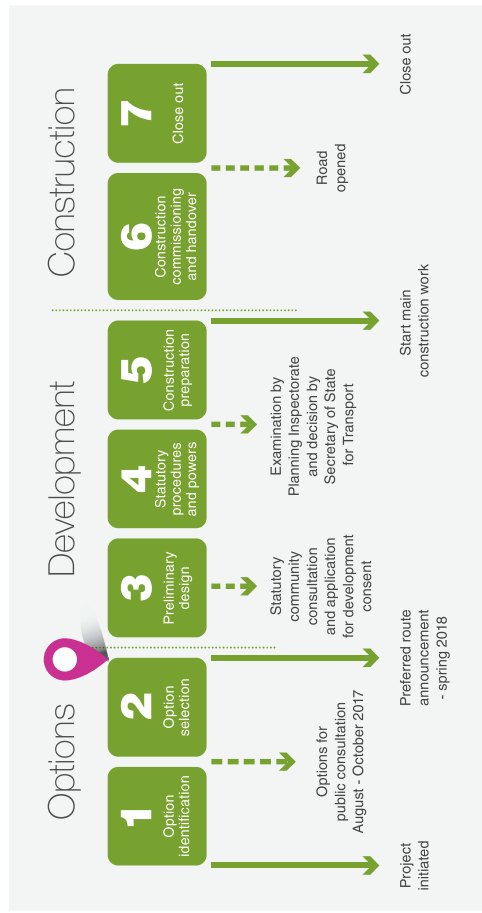 Options
Development
Construction
1
Option
identification
2
Option
selection
3
Preliminary
design
4
Statutory
procedures
and powers
5
Construction
preparation
6
Construction
commissioning
and handover
7
Close out
Project
initiated
Options for
public consultation
August - October 2017
Preferred route
announcement
- spring 2018
Statutory
community
consultation
and application
for development
consent
Examination by
Planning Inspectorate
and decision by
Secretary of State
for Transport
Start main
construction work
Road
opened
Close out